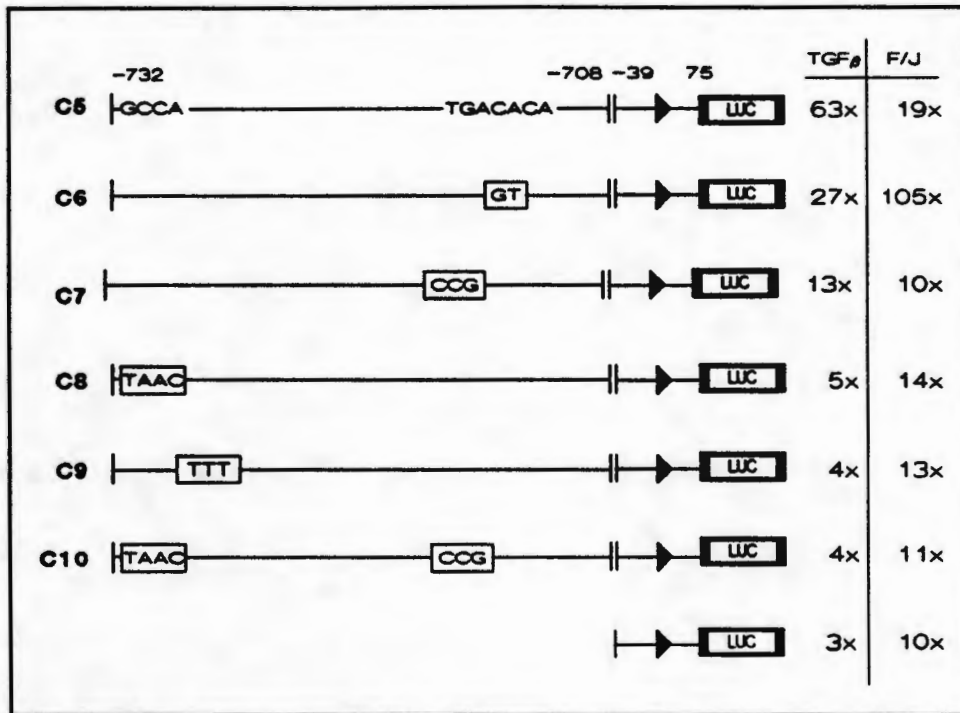 TGFβ F/J
-732 -708 -39 75
C5 GCCA TGACACA LUC 63x 19x
C6 GT LUC 27x 105x
C7 CCG LUC 13x 10x
C8 TAAC LUC 5x 14x
C9 TTT LUC 4x 13x
C10 TAAC CCG LUC 4x 11x
LUC 3x 10x